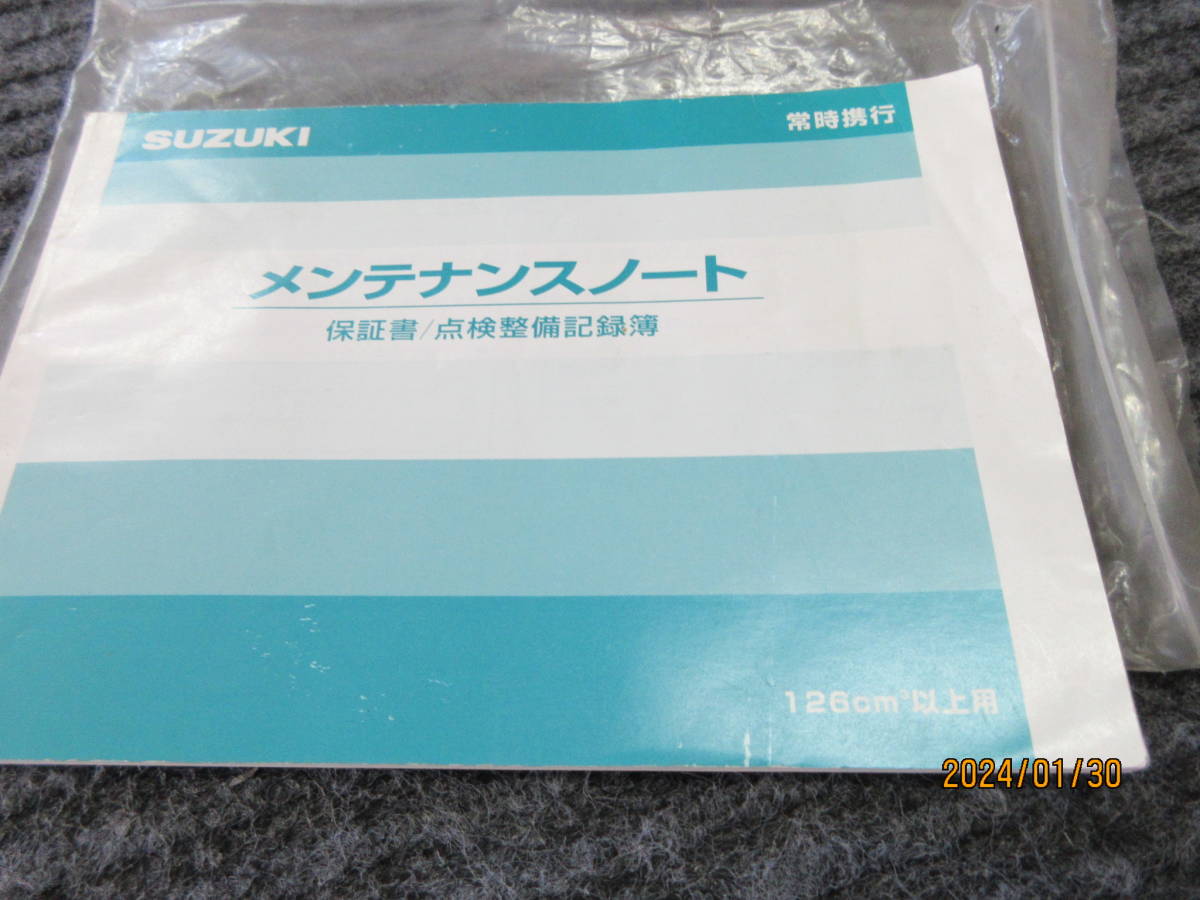 SUZUKI
常時携行
メンテナンスノート
保証書/点検整備記録簿
126cm³以上用
2024/01/30